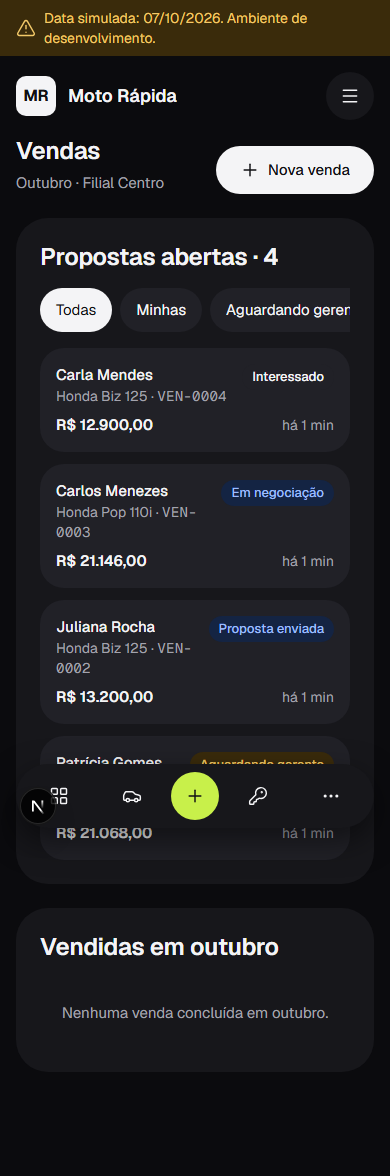 Data simulada: 07/10/2026. Ambiente de
desenvolvimento.
MR Moto Rápida
Vendas
Outubro · Filial Centro
Nova venda
Propostas abertas · 4
Todas Minhas Aguardando geren
Carla Mendes Interessado
Honda Biz 125 · VEN-0004
R$ 12.900,00 há 1 min
Carlos Menezes Em negociação
Honda Pop 110i · VEN-
0003
R$ 21.146,00 há 1 min
Juliana Rocha Proposta enviada
Honda Biz 125 · VEN-
0002
R$ 13.200,00 há 1 min
Patrícia Gomes Aguardando gerente
N
R$ 21.068,00 há 1 min
Vendidas em outubro
Nenhuma venda concluída em outubro.